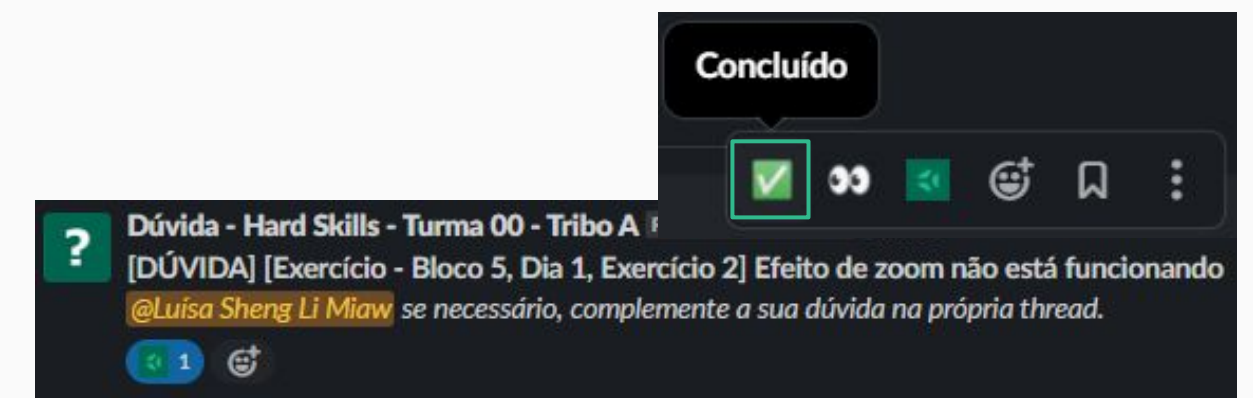 Concluído
Dúvida - Hard Skills - Turma 00 - Tribo A
[DÚVIDA] [Exercício - Bloco 5, Dia 1, Exercício 2] Efeito de zoom não está funcionando
@Luísa Sheng Li Miaw se necessário, complemente a sua dúvida na própria thread.
1